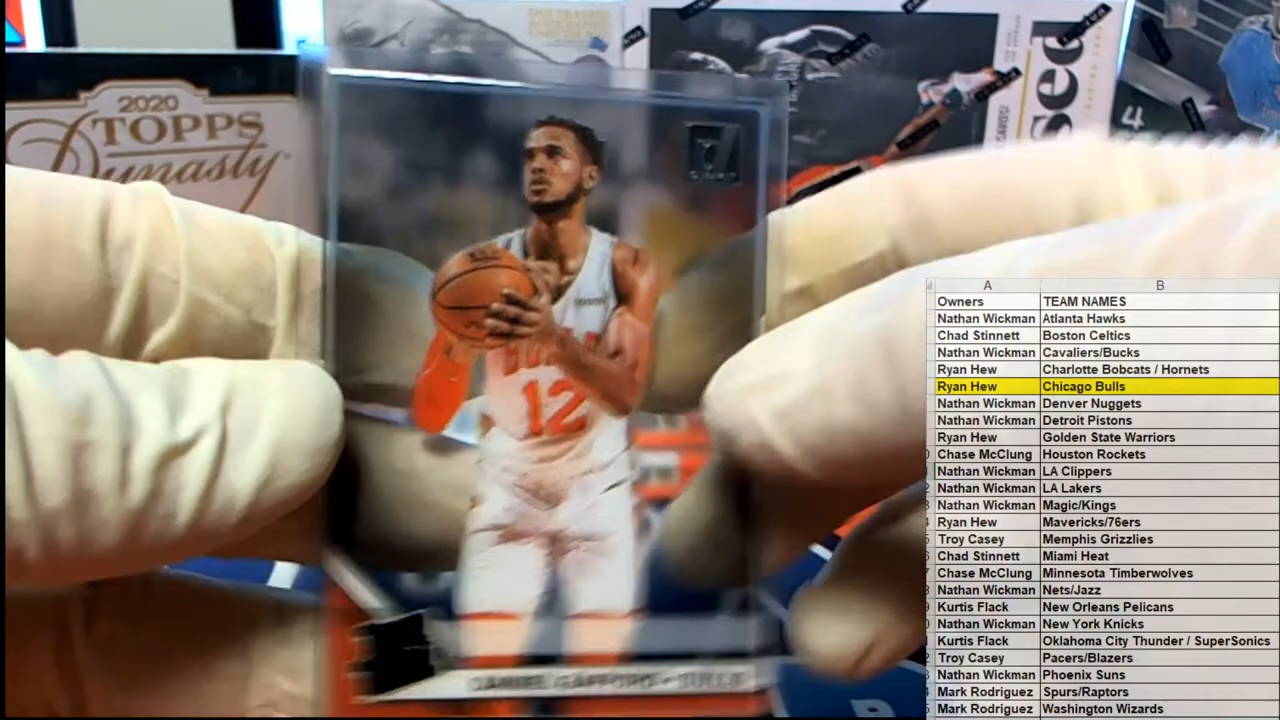 2020
TOPPS
Dynasty
sed
4
12
DANIEL GAFFORD • BULLS
A B
Owners TEAM NAMES
Nathan Wickman Atlanta Hawks
Chad Stinnett Boston Celtics
Nathan Wickman Cavaliers/Bucks
Ryan Hew Charlotte Bobcats / Hornets
Ryan Hew Chicago Bulls
Nathan Wickman Denver Nuggets
Nathan Wickman Detroit Pistons
Ryan Hew Golden State Warriors
Chase McClung Houston Rockets
Nathan Wickman LA Clippers
Nathan Wickman LA Lakers
Nathan Wickman Magic/Kings
Ryan Hew Mavericks/76ers
Troy Casey Memphis Grizzlies
Chad Stinnett Miami Heat
Chase McClung Minnesota Timberwolves
Nathan Wickman Nets/Jazz
Kurtis Flack New Orleans Pelicans
Nathan Wickman New York Knicks
Kurtis Flack Oklahoma City Thunder / SuperSonics
Troy Casey Pacers/Blazers
Nathan Wickman Phoenix Suns
Mark Rodriguez Spurs/Raptors
Mark Rodriguez Washington Wizards